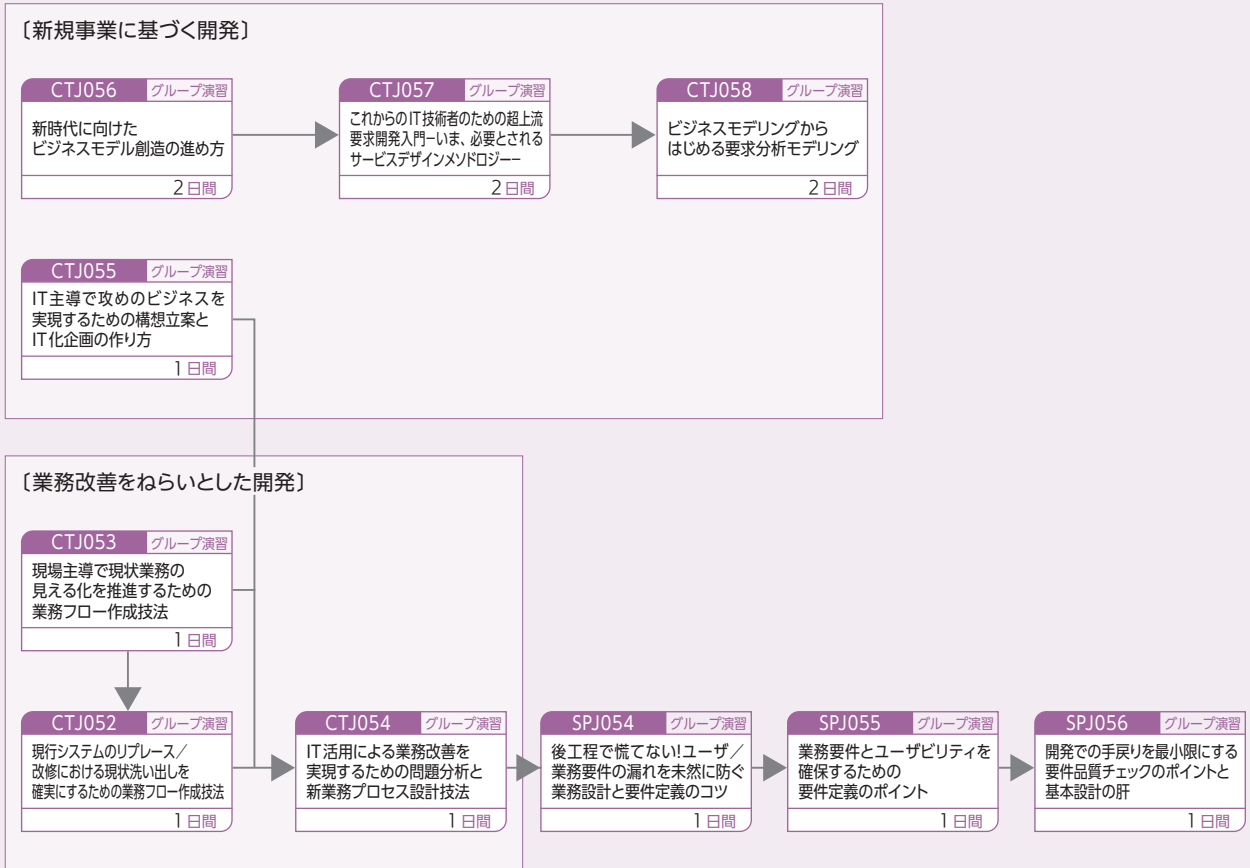 〔新規事業に基づく開発〕
CTJ056 グループ演習
新時代に向けた
ビジネスモデル創造の進め方
2日間
CTJ057 グループ演習
これからのIT技術者のための超上流
要求開発入門−いま、必要とされる
サービスデザインメソドロジー−
2日間
CTJ058 グループ演習
ビジネスモデリングから
はじめる要求分析モデリング
2日間
CTJ055 グループ演習
IT主導で攻めのビジネスを
実現するための構想立案と
IT化企画の作り方
1日間
〔業務改善をねらいとした開発〕
CTJ053 グループ演習
現場主導で現状業務の
見える化を推進するための
業務フロー作成技法
1日間
CTJ052 グループ演習
現行システムのリプレース／
改修における現状洗い出しを
確実にするための業務フロー作成技法
1日間
CTJ054 グループ演習
IT活用による業務改善を
実現するための問題分析と
新業務プロセス設計技法
1日間
SPJ054 グループ演習
後工程で慌てない!ユーザ／
業務要件の漏れを未然に防ぐ
業務設計と要件定義のコツ
1日間
SPJ055 グループ演習
業務要件とユーザビリティを
確保するための
要件定義のポイント
1日間
SPJ056 グループ演習
開発での手戻りを最小限にする
要件品質チェックのポイントと
基本設計の肝
1日間